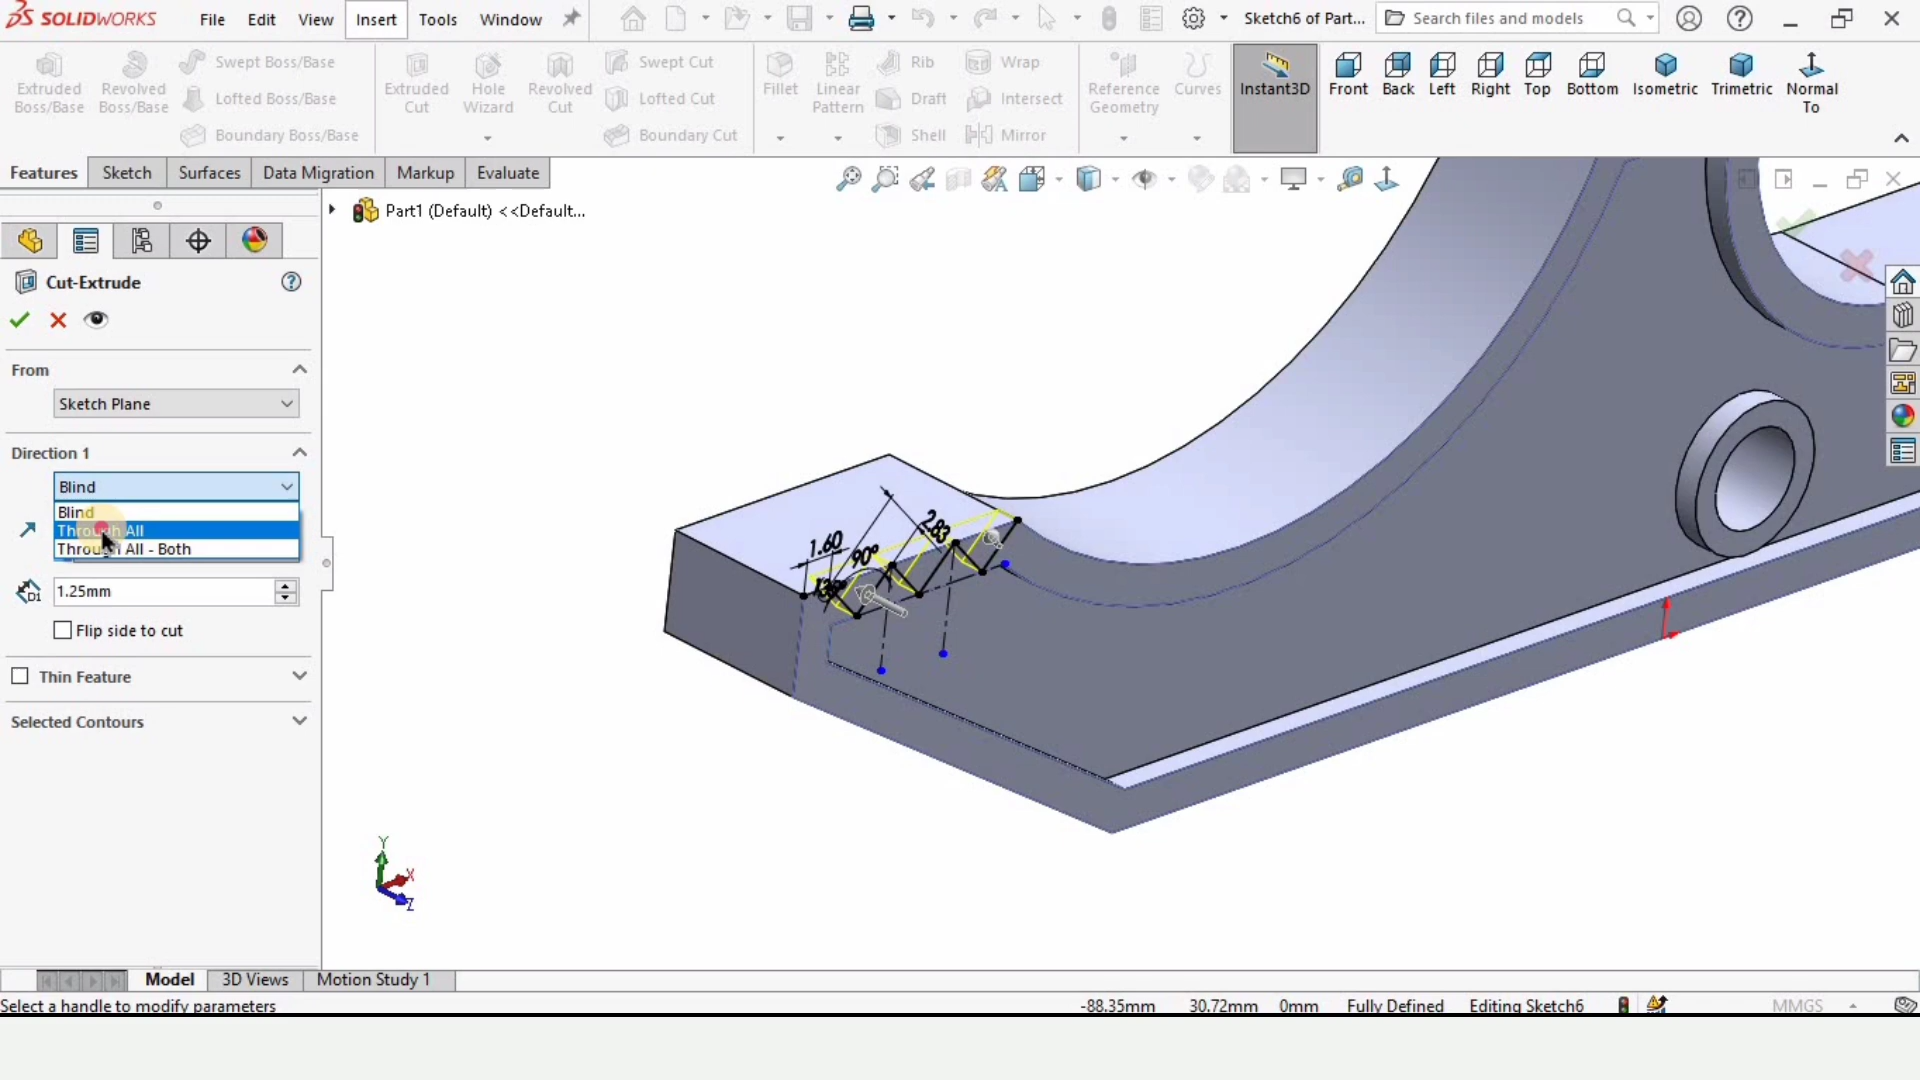 SOLIDWORKS File Edit View Insert Tools Window Sketch6 of Part... Search files and models
Extruded Boss/Base
Revolved Boss/Base
Swept Boss/Base
Lofted Boss/Base
Boundary Boss/Base
Extruded Cut
Hole Wizard
Revolved Cut
Swept Cut
Lofted Cut
Boundary Cut
Fillet
Linear Pattern
Rib
Draft
Shell
Wrap
Intersect
Mirror
Reference Geometry
Curves
Instant3D
Front Back Left Right Top Bottom Isometric Trimetric Normal To
Features Sketch Surfaces Data Migration Markup Evaluate
Part1 (Default) <<Default...
Cut-Extrude
From
Sketch Plane
Direction 1
Blind
Blind
Through All
Through All - Both
D1 1.25mm
Flip side to cut
Thin Feature
Selected Contours
1.60
90°
2.83
Y
X
Z
Model 3D Views Motion Study 1
Select a handle to modify parameters -88.35mm 30.72mm 0mm Fully Defined Editing Sketch6 MMGS